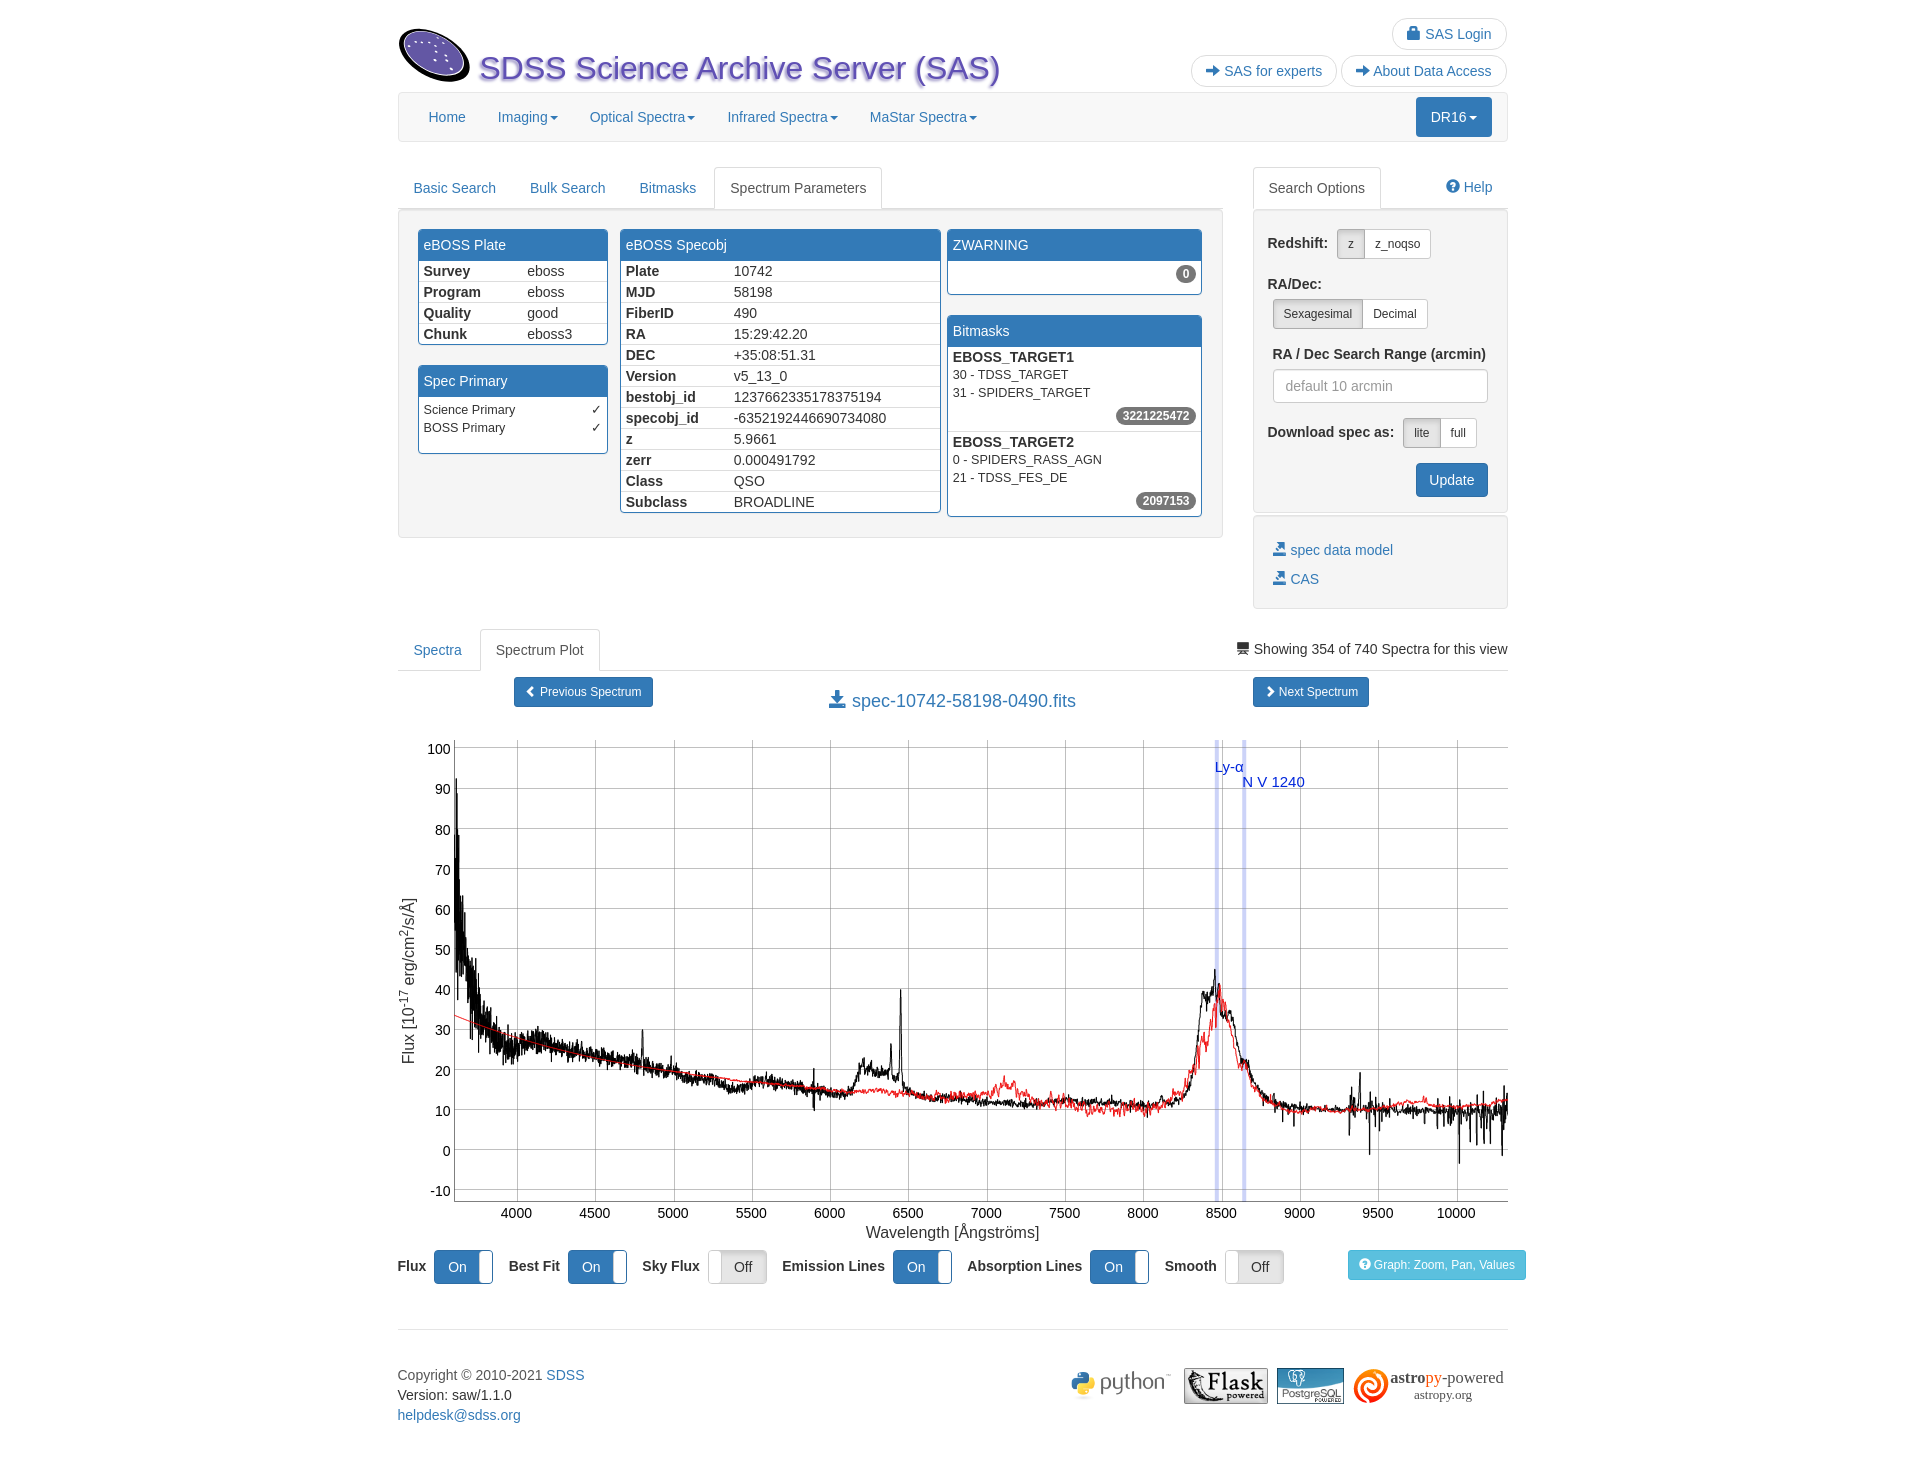 SAS Login
SDSS Science Archive Server (SAS)
SAS for experts
About Data Access
Home Imaging Optical Spectra Infrared Spectra MaStar Spectra DR16
Basic Search Bulk Search Bitmasks Spectrum Parameters
eBOSS Plate
Survey eboss
Program eboss
Quality good
Chunk eboss3
Spec Primary
Science Primary ✓
BOSS Primary ✓
eBOSS Specobj
Plate 10742
MJD 58198
FiberID 490
RA 15:29:42.20
DEC +35:08:51.31
Version v5_13_0
bestobj_id 1237662335178375194
specobj_id -6352192446690734080
z 5.9661
zerr 0.000491792
Class QSO
Subclass BROADLINE
ZWARNING
0
Bitmasks
EBOSS_TARGET1
30 - TDSS_TARGET
31 - SPIDERS_TARGET
3221225472
EBOSS_TARGET2
0 - SPIDERS_RASS_AGN
21 - TDSS_FES_DE
2097153
Search Options Help
Redshift: z z_noqso
RA/Dec:
Sexagesimal Decimal
RA / Dec Search Range (arcmin)
default 10 arcmin
Download spec as: lite full
Update
spec data model
CAS
Spectra Spectrum Plot
Showing 354 of 740 Spectra for this view
Previous Spectrum
spec-10742-58198-0490.fits
Next Spectrum
Flux [10-17 erg/cm2/s/Å]
100
90
80
70
60
50
40
30
20
10
0
-10
Ly-α
N V 1240
4000 4500 5000 5500 6000 6500 7000 7500 8000 8500 9000 9500 10000
Wavelength [Ångströms]
Flux On Best Fit On Sky Flux Off Emission Lines On Absorption Lines On Smooth Off
Graph: Zoom, Pan, Values
Copyright © 2010-2021 SDSS
Version: saw/1.1.0
helpdesk@sdss.org
python
Flask
powered
PostgreSQL
POWERED
astropy-powered
astropy.org